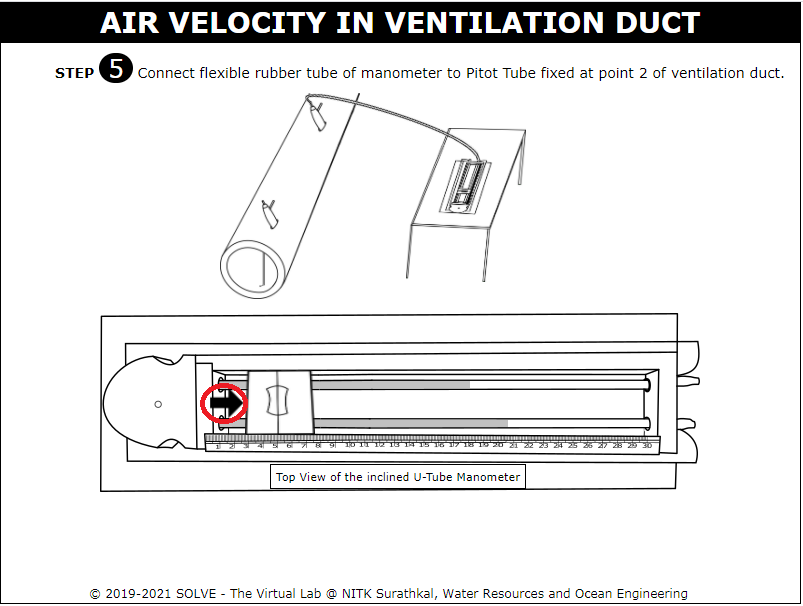 AIR VELOCITY IN VENTILATION DUCT
STEP 5 Connect flexible rubber tube of manometer to Pitot Tube fixed at point 2 of ventilation duct.
1 2 3 4 5 6 7 8 9 10 11 12 13 14 15 16 17 18 19 20 21 22 23 24 25 26 27 28 29 30
Top View of the inclined U-Tube Manometer
© 2019-2021 SOLVE - The Virtual Lab @ NITK Surathkal, Water Resources and Ocean Engineering